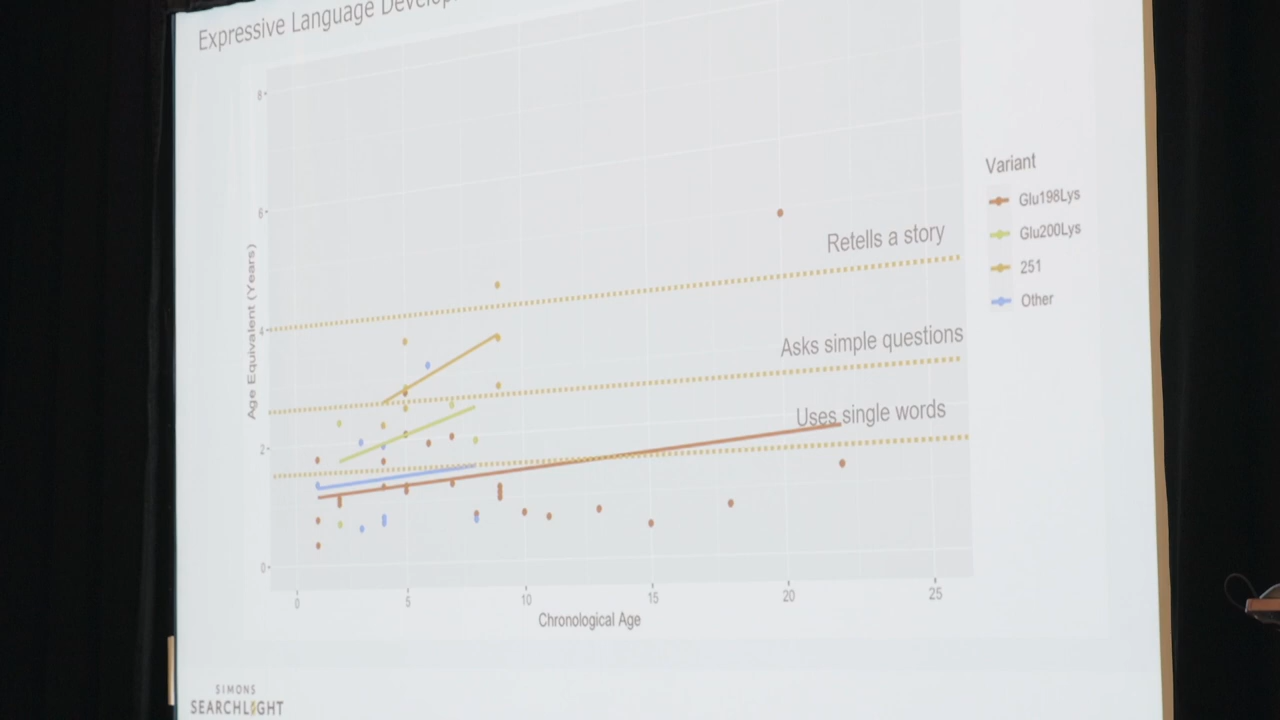 Expressive Language
8
6
4
2
0
Age Equivalent (Years)
0 5 10 15 20 25
Chronological Age
Retells a story
Asks simple questions
Uses single words
Variant
Glu198Lys
Glu200Lys
251
Other
SIMONS
SEARCHLIGHT